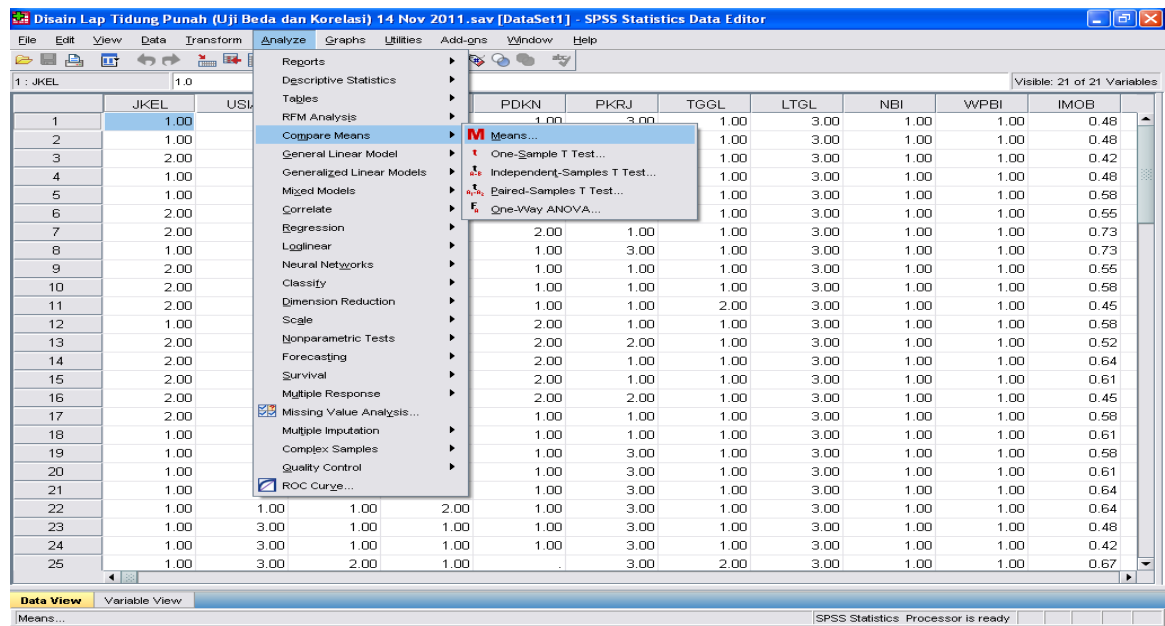 Disain Lap Tidung Punah (Uji Beda dan Korelasi) 14 Nov 2011.sav [DataSet1] - SPSS Statistics Data Editor
File Edit View Data Transform Analyze Graphs Utilities Add-ons Window Help
1 : JKEL 1.0 Visible: 21 of 21 Variables
JKEL PDKN PKRJ TGGL LTGL NBI WPBI IMOB
Reports
Descriptive Statistics
Tables
RFM Analysis
Compare Means
General Linear Model
Generalized Linear Models
Mixed Models
Correlate
Regression
Loglinear
Neural Networks
Classify
Dimension Reduction
Scale
Nonparametric Tests
Forecasting
Survival
Multiple Response
Missing Value Analysis...
Multiple Imputation
Complex Samples
Quality Control
ROC Curve...
Means...
One-Sample T Test...
Independent-Samples T Test...
Paired-Samples T Test...
One-Way ANOVA...
1 1.00 1.00 3.00 1.00 3.00 1.00 1.00 0.48
2 1.00 1.00 3.00 1.00 1.00 0.48
3 2.00 1.00 3.00 1.00 1.00 0.42
4 1.00 1.00 3.00 1.00 1.00 0.48
5 1.00 1.00 3.00 1.00 1.00 0.58
6 2.00 1.00 3.00 1.00 1.00 0.55
7 2.00 2.00 1.00 1.00 3.00 1.00 1.00 0.73
8 1.00 1.00 3.00 1.00 3.00 1.00 1.00 0.73
9 2.00 1.00 1.00 1.00 3.00 1.00 1.00 0.55
10 2.00 1.00 1.00 1.00 3.00 1.00 1.00 0.58
11 2.00 1.00 1.00 2.00 3.00 1.00 1.00 0.45
12 1.00 2.00 1.00 1.00 3.00 1.00 1.00 0.58
13 2.00 2.00 2.00 1.00 3.00 1.00 1.00 0.52
14 2.00 2.00 1.00 1.00 3.00 1.00 1.00 0.64
15 2.00 2.00 1.00 1.00 3.00 1.00 1.00 0.61
16 2.00 2.00 2.00 1.00 3.00 1.00 1.00 0.45
17 2.00 1.00 1.00 1.00 3.00 1.00 1.00 0.58
18 1.00 1.00 1.00 1.00 3.00 1.00 1.00 0.61
19 1.00 1.00 3.00 1.00 3.00 1.00 1.00 0.58
20 1.00 1.00 3.00 1.00 3.00 1.00 1.00 0.61
21 1.00 1.00 3.00 1.00 3.00 1.00 1.00 0.64
22 1.00 1.00 1.00 2.00 1.00 3.00 1.00 3.00 1.00 1.00 0.64
23 1.00 3.00 1.00 1.00 1.00 3.00 1.00 3.00 1.00 1.00 0.48
24 1.00 3.00 1.00 1.00 1.00 3.00 1.00 3.00 1.00 1.00 0.42
25 1.00 3.00 2.00 1.00 . 3.00 2.00 3.00 1.00 1.00 0.67
Data View Variable View
Means... SPSS Statistics Processor is ready